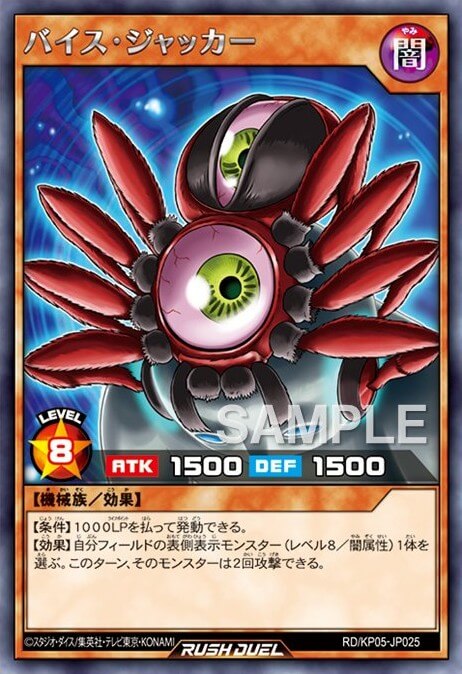 バイス・ジャッカー
闇
やみ
SAMPLE
LEVEL
8
ATK 1500 DEF 1500
【機械族／効果】
【条件】1000LPを払って発動できる。
【効果】自分フィールドの表側表示モンスター（レベル8／闇属性）1体を
選ぶ。このターン、そのモンスターは2回攻撃できる。
©スタジオ・ダイス/集英社・テレビ東京・KONAMI
RUSH DUEL
RD/KP05-JP025